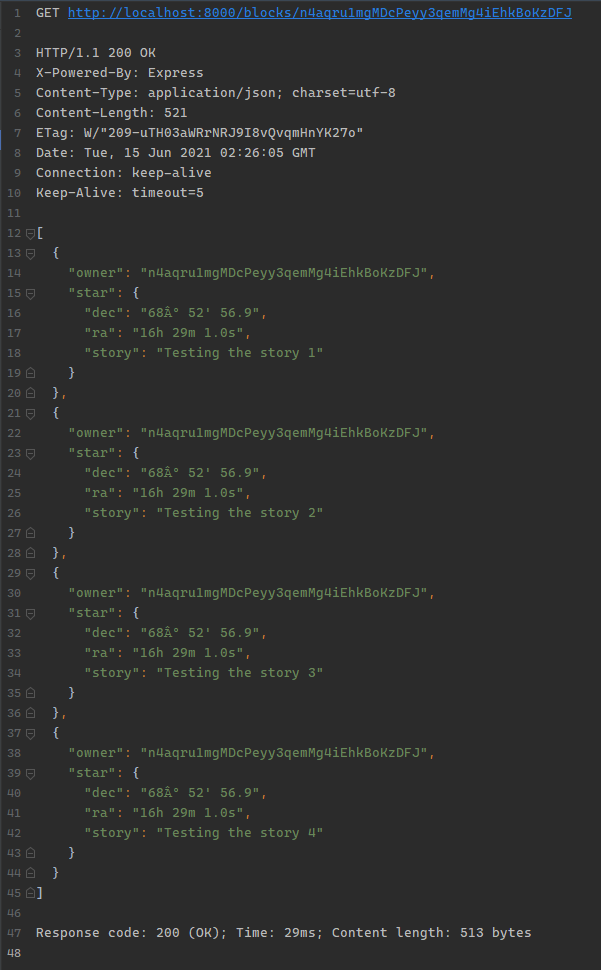 1 GET http://localhost:8000/blocks/n4aqru1mgMDcPeyy3qemMg4iEhkBoKzDFJ
2
3 HTTP/1.1 200 OK
4 X-Powered-By: Express
5 Content-Type: application/json; charset=utf-8
6 Content-Length: 521
7 ETag: W/"209-uTH03aWRrNRJ9I8vQvqmHnYK27o"
8 Date: Tue, 15 Jun 2021 02:26:05 GMT
9 Connection: keep-alive
10 Keep-Alive: timeout=5
11
12 [
13   {
14     "owner": "n4aqru1mgMDcPeyy3qemMg4iEhkBoKzDFJ",
15     "star": {
16       "dec": "68Â° 52' 56.9",
17       "ra": "16h 29m 1.0s",
18       "story": "Testing the story 1"
19     }
20   },
21   {
22     "owner": "n4aqru1mgMDcPeyy3qemMg4iEhkBoKzDFJ",
23     "star": {
24       "dec": "68Â° 52' 56.9",
25       "ra": "16h 29m 1.0s",
26       "story": "Testing the story 2"
27     }
28   },
29   {
30     "owner": "n4aqru1mgMDcPeyy3qemMg4iEhkBoKzDFJ",
31     "star": {
32       "dec": "68Â° 52' 56.9",
33       "ra": "16h 29m 1.0s",
34       "story": "Testing the story 3"
35     }
36   },
37   {
38     "owner": "n4aqru1mgMDcPeyy3qemMg4iEhkBoKzDFJ",
39     "star": {
40       "dec": "68Â° 52' 56.9",
41       "ra": "16h 29m 1.0s",
42       "story": "Testing the story 4"
43     }
44   }
45 ]
46
47 Response code: 200 (OK); Time: 29ms; Content length: 513 bytes
48